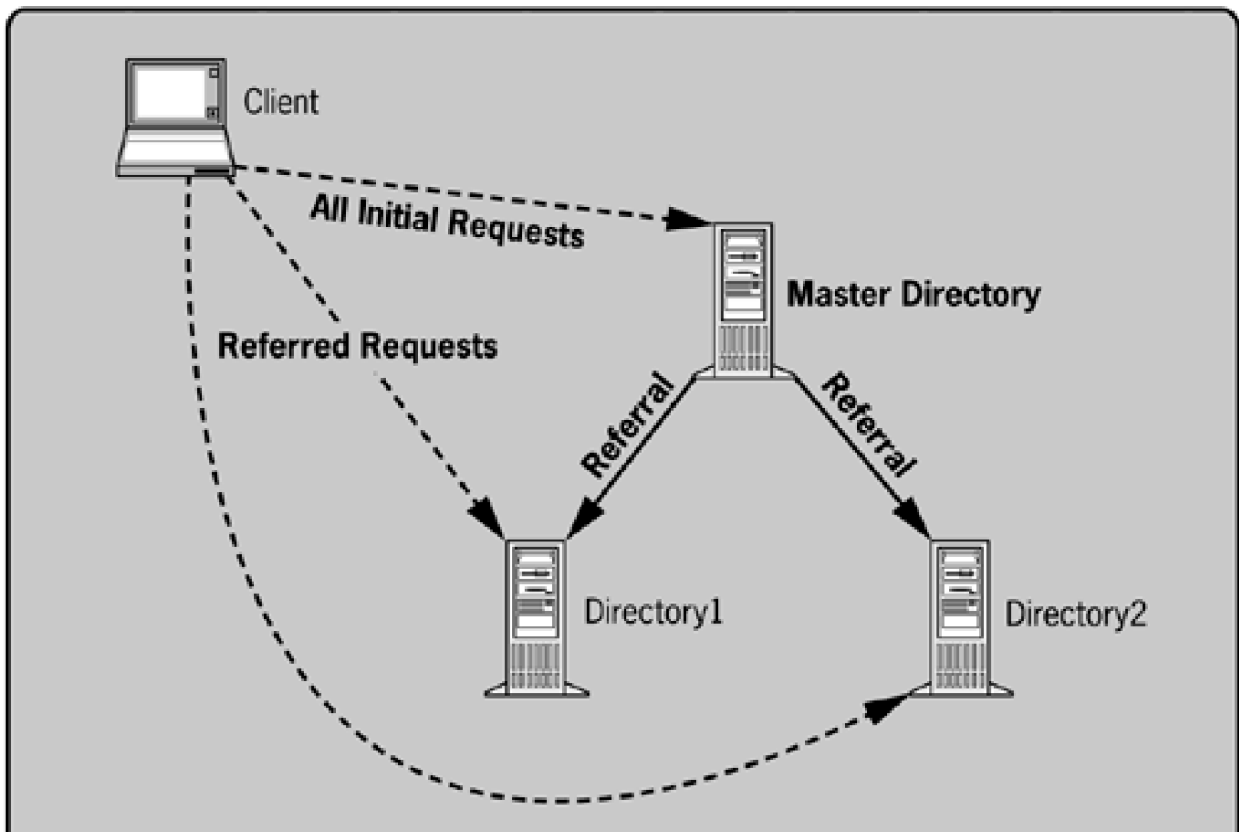 Client
All Initial Requests
Master Directory
Referred Requests
Referral
Referral
Directory1
Directory2